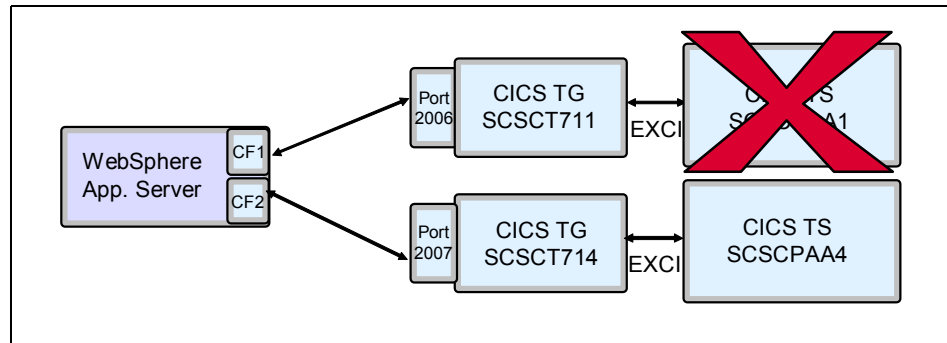 WebSphere
App. Server
CF1
CF2
Port
2006
CICS TG
SCSCT711
EXCI
Port
2007
CICS TG
SCSCT714
EXCI
CICS TS
SCSCPAA4